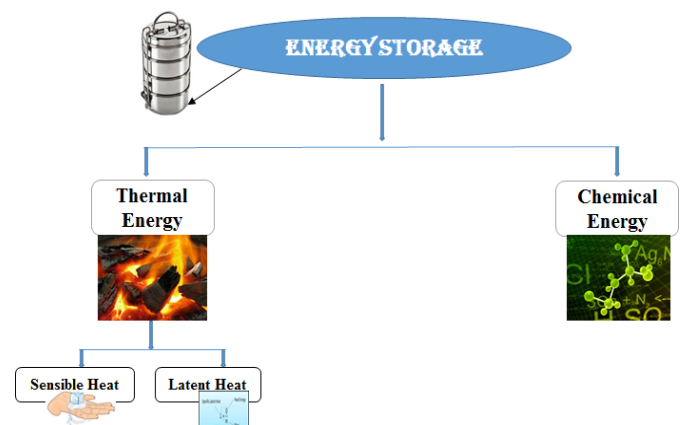 ENERGY STORAGE
Thermal
Energy
Chemical
Energy
Sensible Heat
Latent Heat